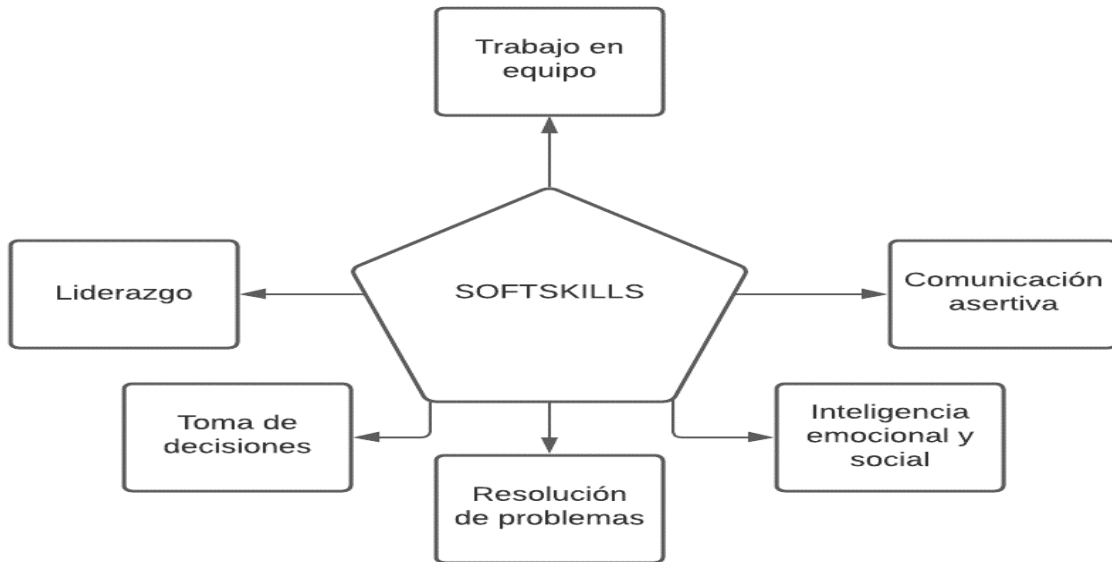 Trabajo en
equipo
Liderazgo
SOFTSKILLS
Comunicación
asertiva
Toma de
decisiones
Inteligencia
emocional y
social
Resolución
de problemas